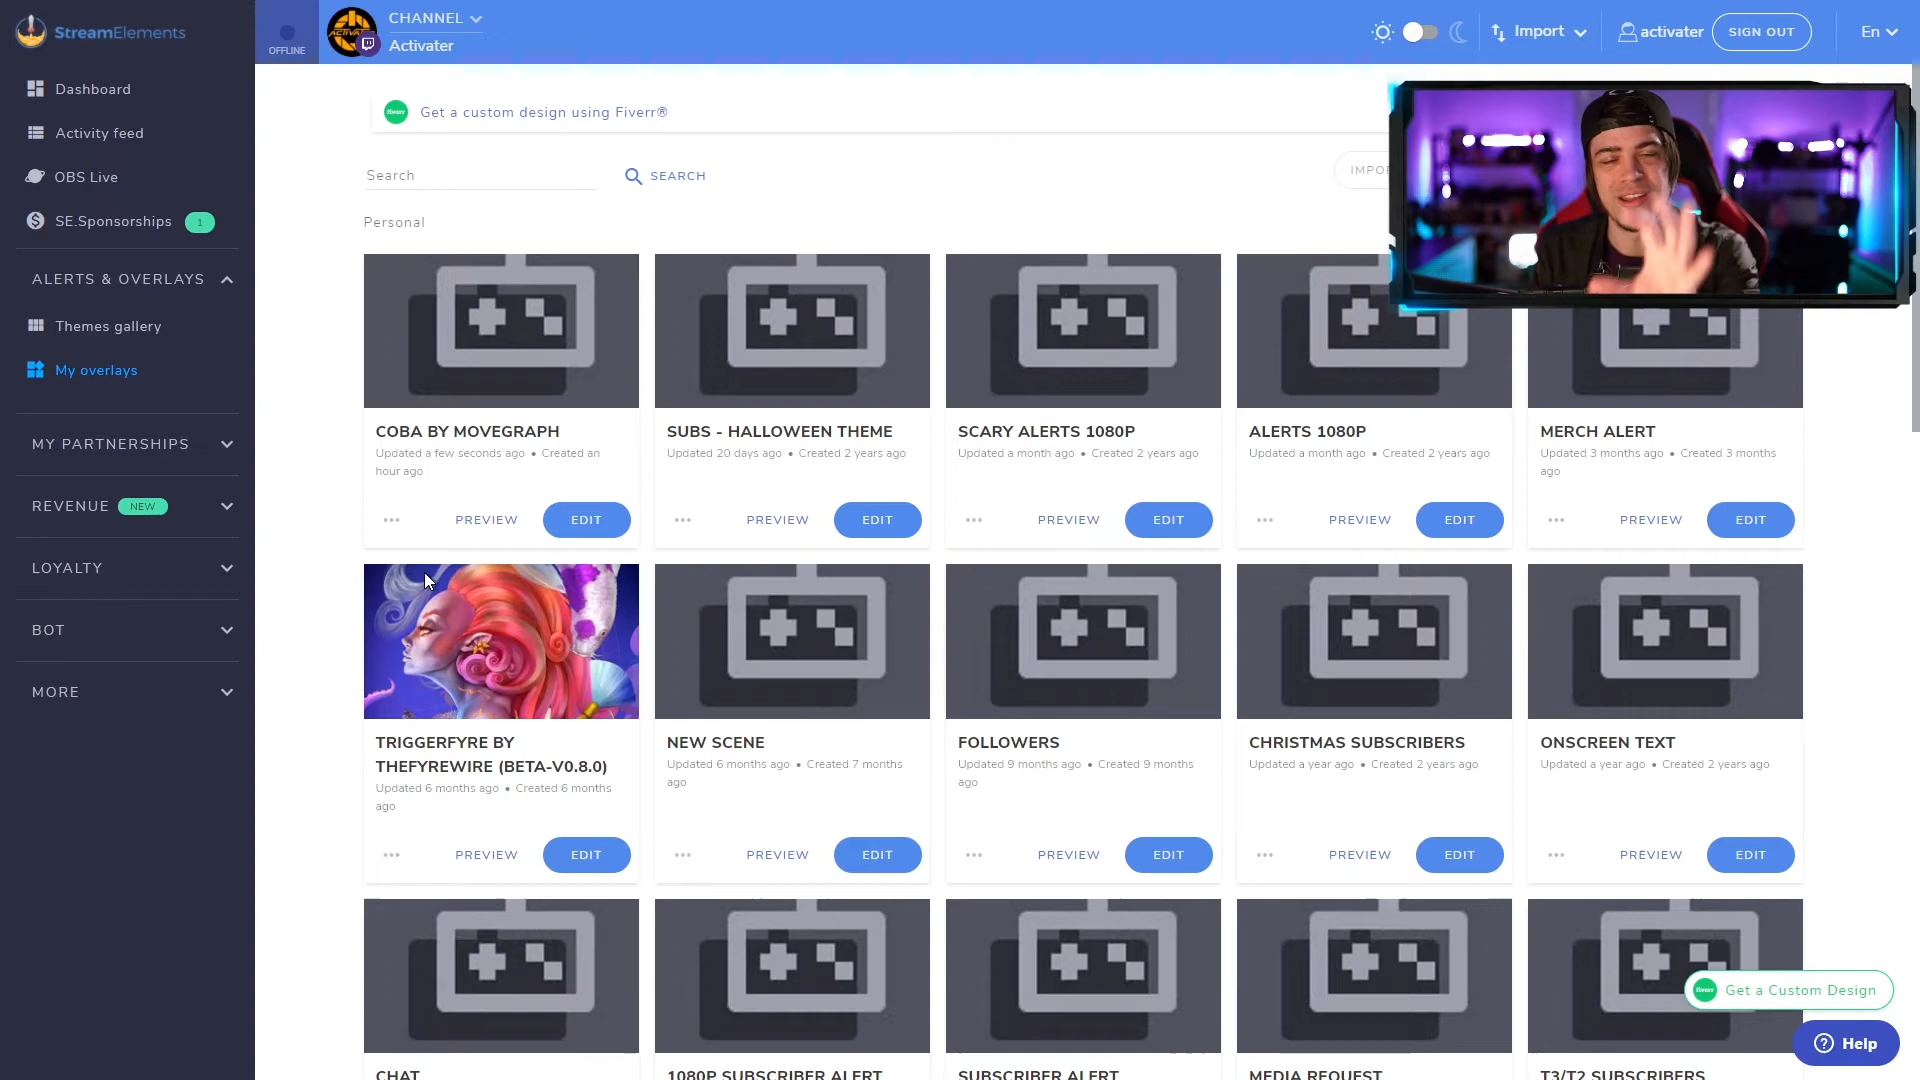 StreamElements
OFFLINE
CHANNEL
Activater
Import
activater
SIGN OUT
En
Dashboard
Activity feed
OBS Live
SE.Sponsorships
1
ALERTS & OVERLAYS
Themes gallery
My overlays
MY PARTNERSHIPS
REVENUE NEW
LOYALTY
BOT
MORE
fiverr Get a custom design using Fiverr®
Search
SEARCH
IMPOR
Personal
COBA BY MOVEGRAPH
Updated a few seconds ago • Created an
hour ago
PREVIEW
EDIT
SUBS - HALLOWEEN THEME
Updated 20 days ago • Created 2 years ago
PREVIEW
EDIT
SCARY ALERTS 1080P
Updated a month ago • Created 2 years ago
PREVIEW
EDIT
ALERTS 1080P
Updated a month ago • Created 2 years ago
PREVIEW
EDIT
MERCH ALERT
Updated 3 months ago • Created 3 months
ago
PREVIEW
EDIT
TRIGGERFYRE BY
THEFYREWIRE (BETA-V0.8.0)
Updated 6 months ago • Created 6 months
ago
PREVIEW
EDIT
NEW SCENE
Updated 6 months ago • Created 7 months
ago
PREVIEW
EDIT
FOLLOWERS
Updated 9 months ago • Created 9 months
ago
PREVIEW
EDIT
CHRISTMAS SUBSCRIBERS
Updated a year ago • Created 2 years ago
PREVIEW
EDIT
ONSCREEN TEXT
Updated a year ago • Created 2 years ago
PREVIEW
EDIT
CHAT
1080P SUBSCRIBER ALERT
SUBSCRIBER ALERT
MEDIA REQUEST
T3/T2 SUBSCRIBERS
fiverr Get a Custom Design
Help